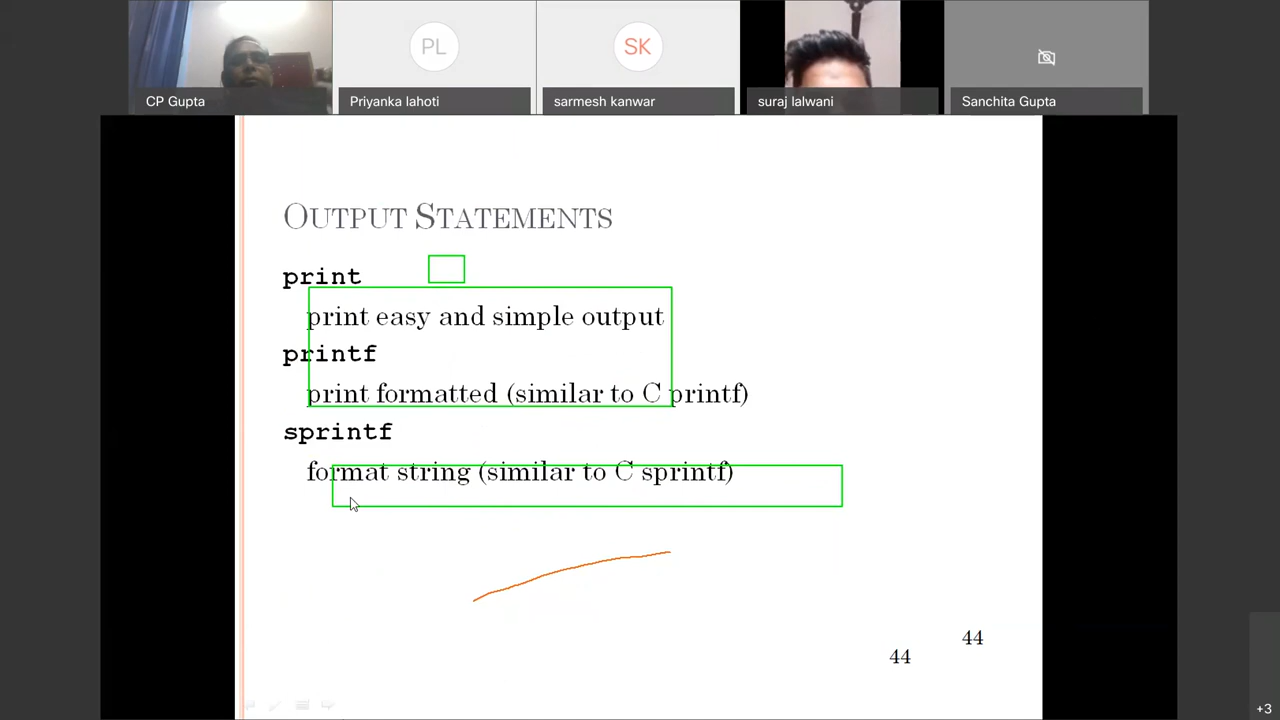 PL
SK
CP Gupta
Priyanka lahoti
sarmesh kanwar
suraj lalwani
Sanchita Gupta
OUTPUT STATEMENTS
print
print easy and simple output
printf
print formatted (similar to C printf)
sprintf
format string (similar to C sprintf)
44
44
+3